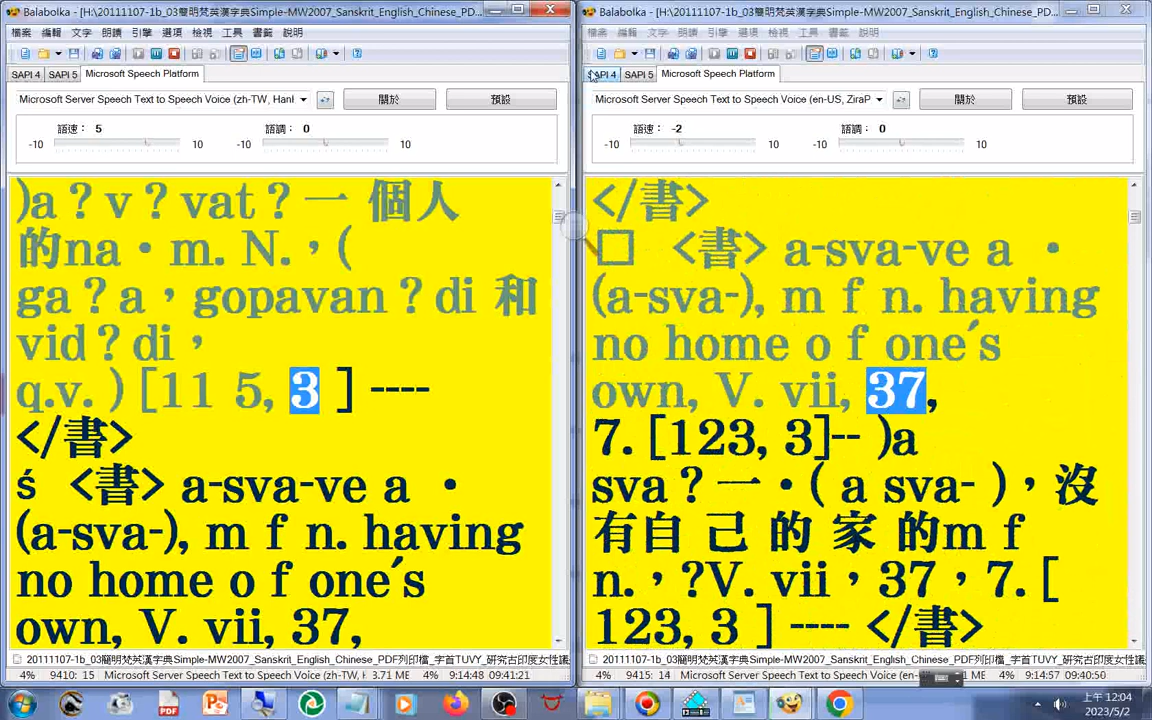 Balabolka - [H:\20111107-1b_03簡明梵英漢字典Simple-MW2007_Sanskrit_English_Chinese_PD...
檔案 編輯 文字 朗讀 引擎 選項 檢視 工具 書籤 說明
SAPI 4 SAPI 5 Microsoft Speech Platform
Microsoft Server Speech Text to Speech Voice (zh-TW, Han
關於 預設
語速： 5 語調： 0
-10 10 -10 10
)a？v？vat？一 個人
的na‧m. N.，(
ga？a，gopavan？di 和
vid？di，
q.v. ) [11 5, 3 ] ----
</書>
ś <書> a-sva-ve a ‧
(a-sva-), m f n. having
no home o f one′s
own, V. vii, 37,
20111107-1b_03簡明梵英漢字典Simple-MW2007_Sanskrit_English_Chinese_PDF列印檔_字首TUVY_研究古印度女性議
4% 9410: 15 Microsoft Server Speech Text to Speech Voice (zh-TW, H 3.71 ME 4% 9:14:48 09:41:21
Balabolka - [H:\20111107-1b_03簡明梵英漢字典Simple-MW2007_Sanskrit_English_Chinese_PDF...
檔案 編輯 文字 朗讀 引擎 選項 檢視 工具 書籤 說明
SAPI 4 SAPI 5 Microsoft Speech Platform
Microsoft Server Speech Text to Speech Voice (en-US, ZiraP
關於 預設
語速： -2 語調： 0
-10 10 -10 10
</書>
□ <書> a-sva-ve a ‧
(a-sva-), m f n. having
no home o f one′s
own, V. vii, 37,
7. [123, 3]-- )a
sva？一‧( a sva- )，沒
有自 己 的 家 的m f
n.，?V. vii，37，7. [
123, 3 ] ---- </書>
20111107-1b_03簡明梵英漢字典Simple-MW2007_Sanskrit_English_Chinese_PDF列印檔_字首TUVY_研究古印度女性議
4% 9415: 14 Microsoft Server Speech Text to Speech Voice ME 4% 9:14:57 09:40:50
上午 12:04
2023/5/2